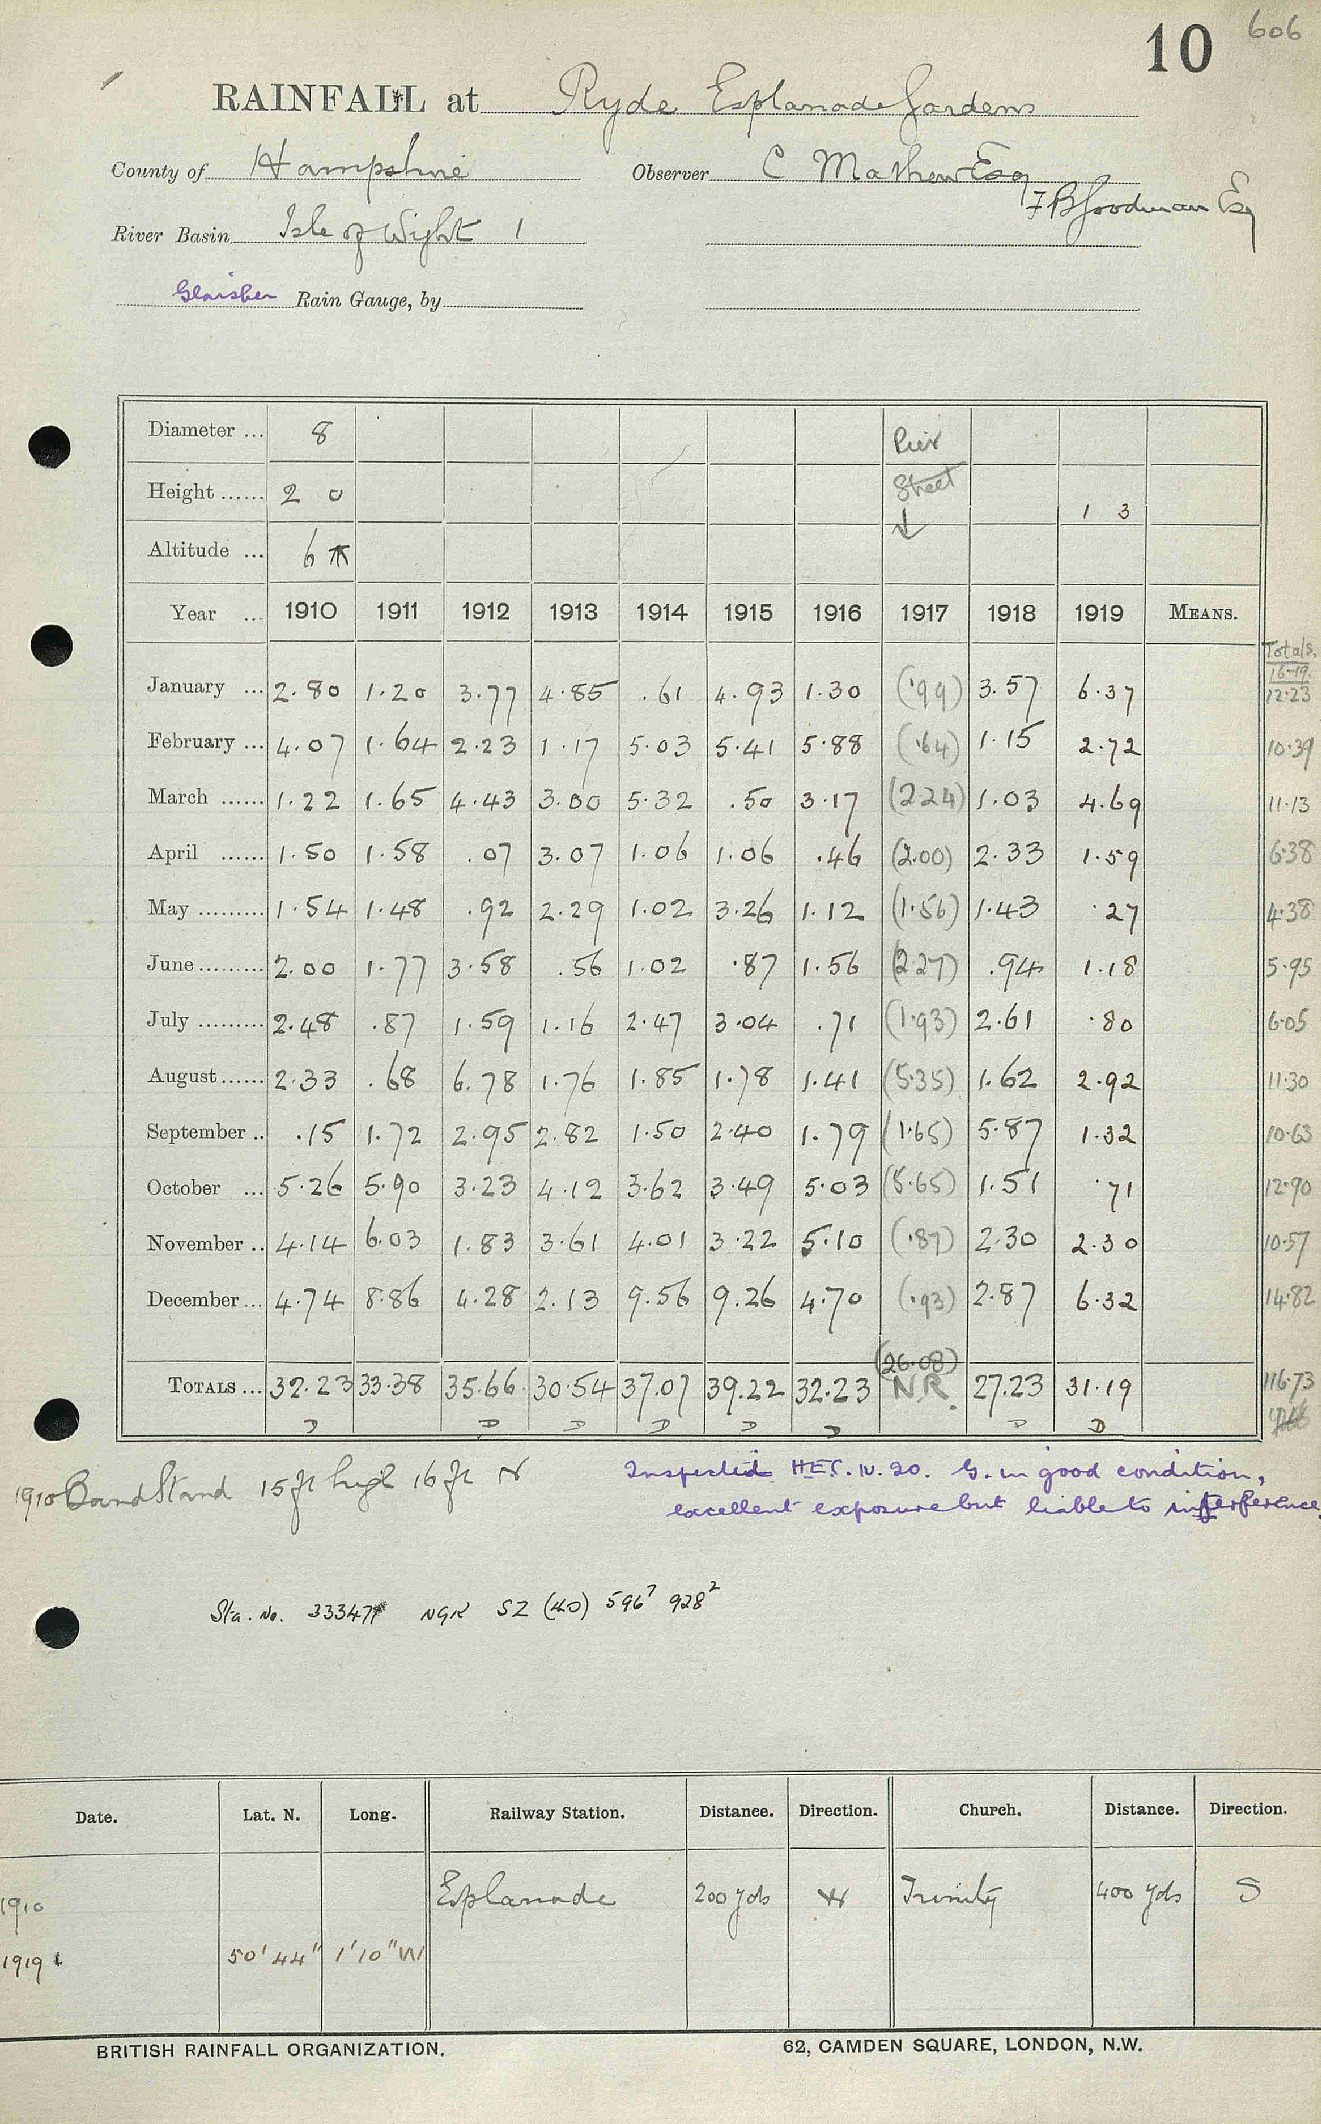 10 606
RAINFALL at Ryde Esplanade Gardens
County of Hampshire Observer C Mathew Esq
F B Goodman Esq
River Basin Isle of Wight 1
Glaisher Rain Gauge, by
Diameter ... 8 Pier
Height ...... 2 0 Street 1 3
Altitude ... 6
Year ... 1910 1911 1912 1913 1914 1915 1916 1917 1918 1919 MEANS.
Totals.
16-19.
January ... 2.80 1.20 3.77 4.85 .61 4.93 1.30 (.99) 3.57 6.37 12.23
February ... 4.07 1.64 2.23 1.17 5.03 5.41 5.88 (.64) 1.15 2.72 10.39
March ...... 1.22 1.65 4.43 3.00 5.32 .50 3.17 (2.24) 1.03 4.69 11.13
April ...... 1.50 1.58 .07 3.07 1.06 1.06 .46 (2.00) 2.33 1.59 6.38
May ......... 1.54 1.48 .92 2.29 1.02 3.26 1.12 (1.56) 1.43 .27 4.38
June ......... 2.00 1.77 3.58 .56 1.02 .87 1.56 (2.27) .94 1.18 5.95
July ......... 2.48 .87 1.59 1.16 2.47 3.04 .71 (1.93) 2.61 .80 6.05
August ...... 2.33 .68 6.78 1.76 1.85 1.78 1.41 (5.35) 1.62 2.92 11.30
September .. .15 1.72 2.95 2.82 1.50 2.40 1.79 (1.65) 5.87 1.32 10.63
October ... 5.26 5.90 3.23 4.12 3.62 3.49 5.03 (5.65) 1.51 .71 12.90
November .. 4.14 6.03 1.83 3.61 4.01 3.22 5.10 (.87) 2.30 2.30 10.57
December ... 4.74 8.86 4.28 2.13 9.56 9.26 4.70 (.93) 2.87 6.32 14.82
(26.08)
TOTALS ... 32.23 33.38 35.66 30.54 37.07 39.22 32.23 N.R. 27.23 31.19 116.73
D D D D D D D D
1910 Band Stand 15 ft high 16 ft N
Inspected HES. IV. 20. G. in good condition,
excellent exposure but liable to interference.
Sta. No. 33347 NGR SZ (40) 596⁷ 928²
Date. Lat. N. Long. Railway Station. Distance. Direction. Church. Distance. Direction.
1910 Esplanade 200 yds W Trinity 400 yds S
1919 50' 44" 1' 10" W
BRITISH RAINFALL ORGANIZATION. 62, CAMDEN SQUARE, LONDON, N.W.